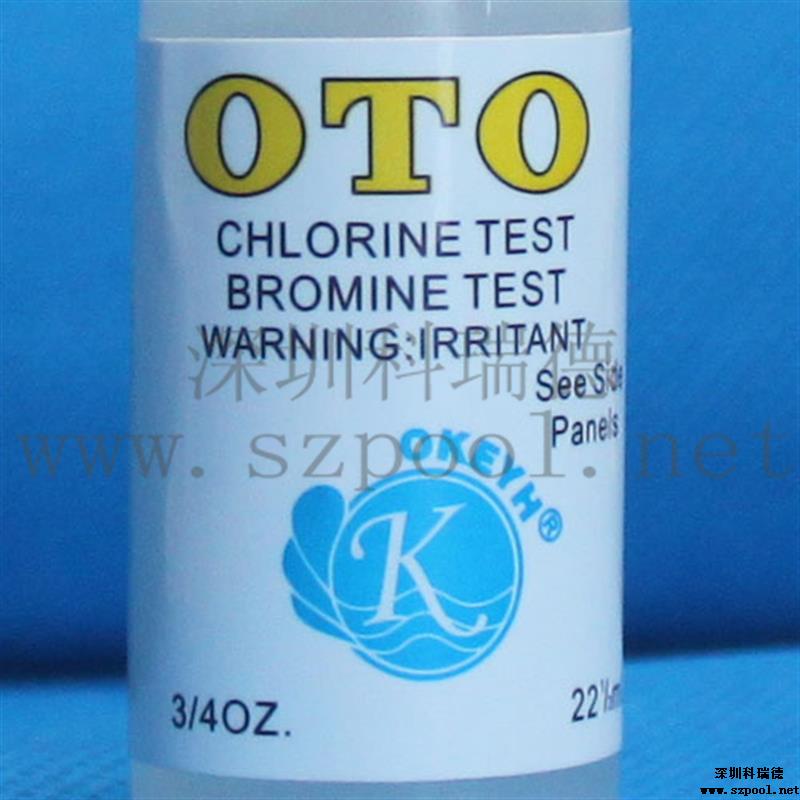 OTO
CHLORINE TEST
BROMINE TEST
WARNING:IRRITANT
深圳科瑞德
See Side
Panels
www.szpool.net
OKEYH®
K
3/4OZ.
深圳科瑞德
www.szpool.net